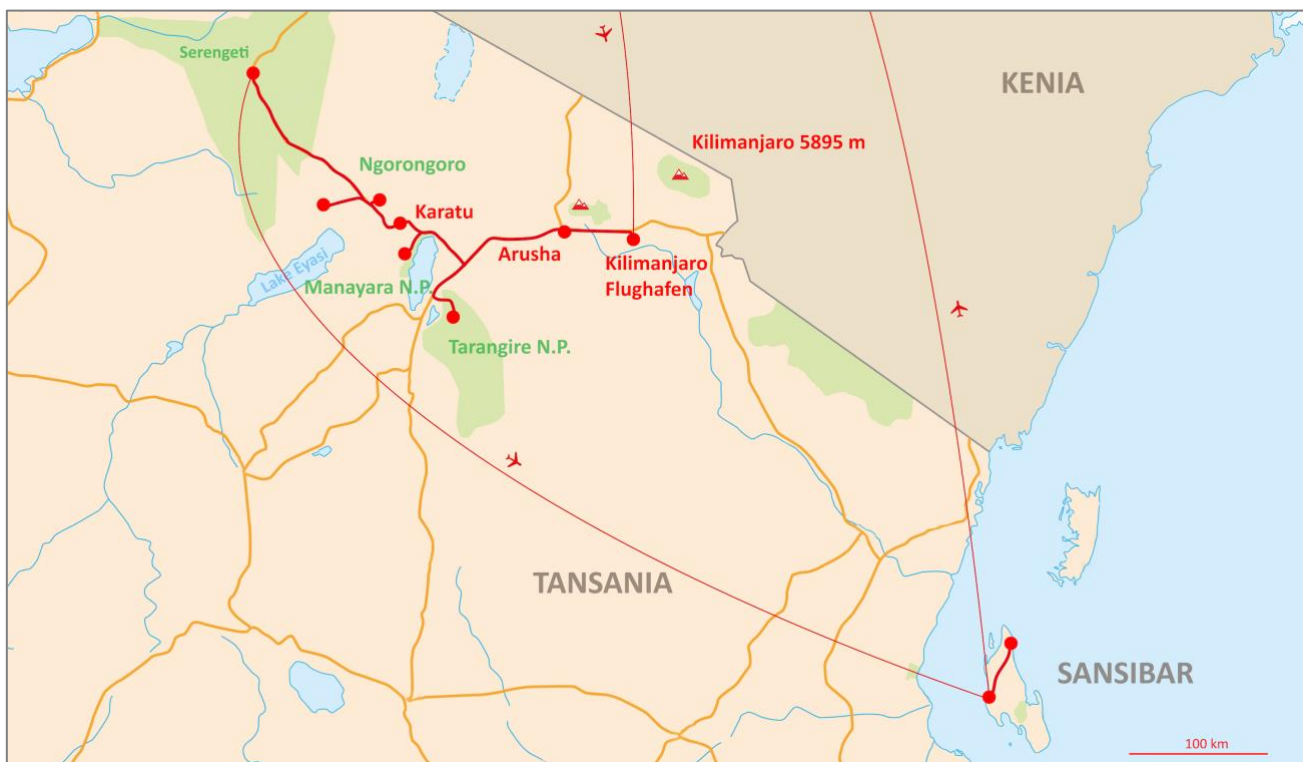 Serengeti
KENIA
Kilimanjaro 5895 m
Ngorongoro
Karatu
Arusha
Kilimanjaro
Flughafen
Lake Eyasi
Manayara N.P.
Tarangire N.P.
TANSANIA
SANSIBAR
100 km